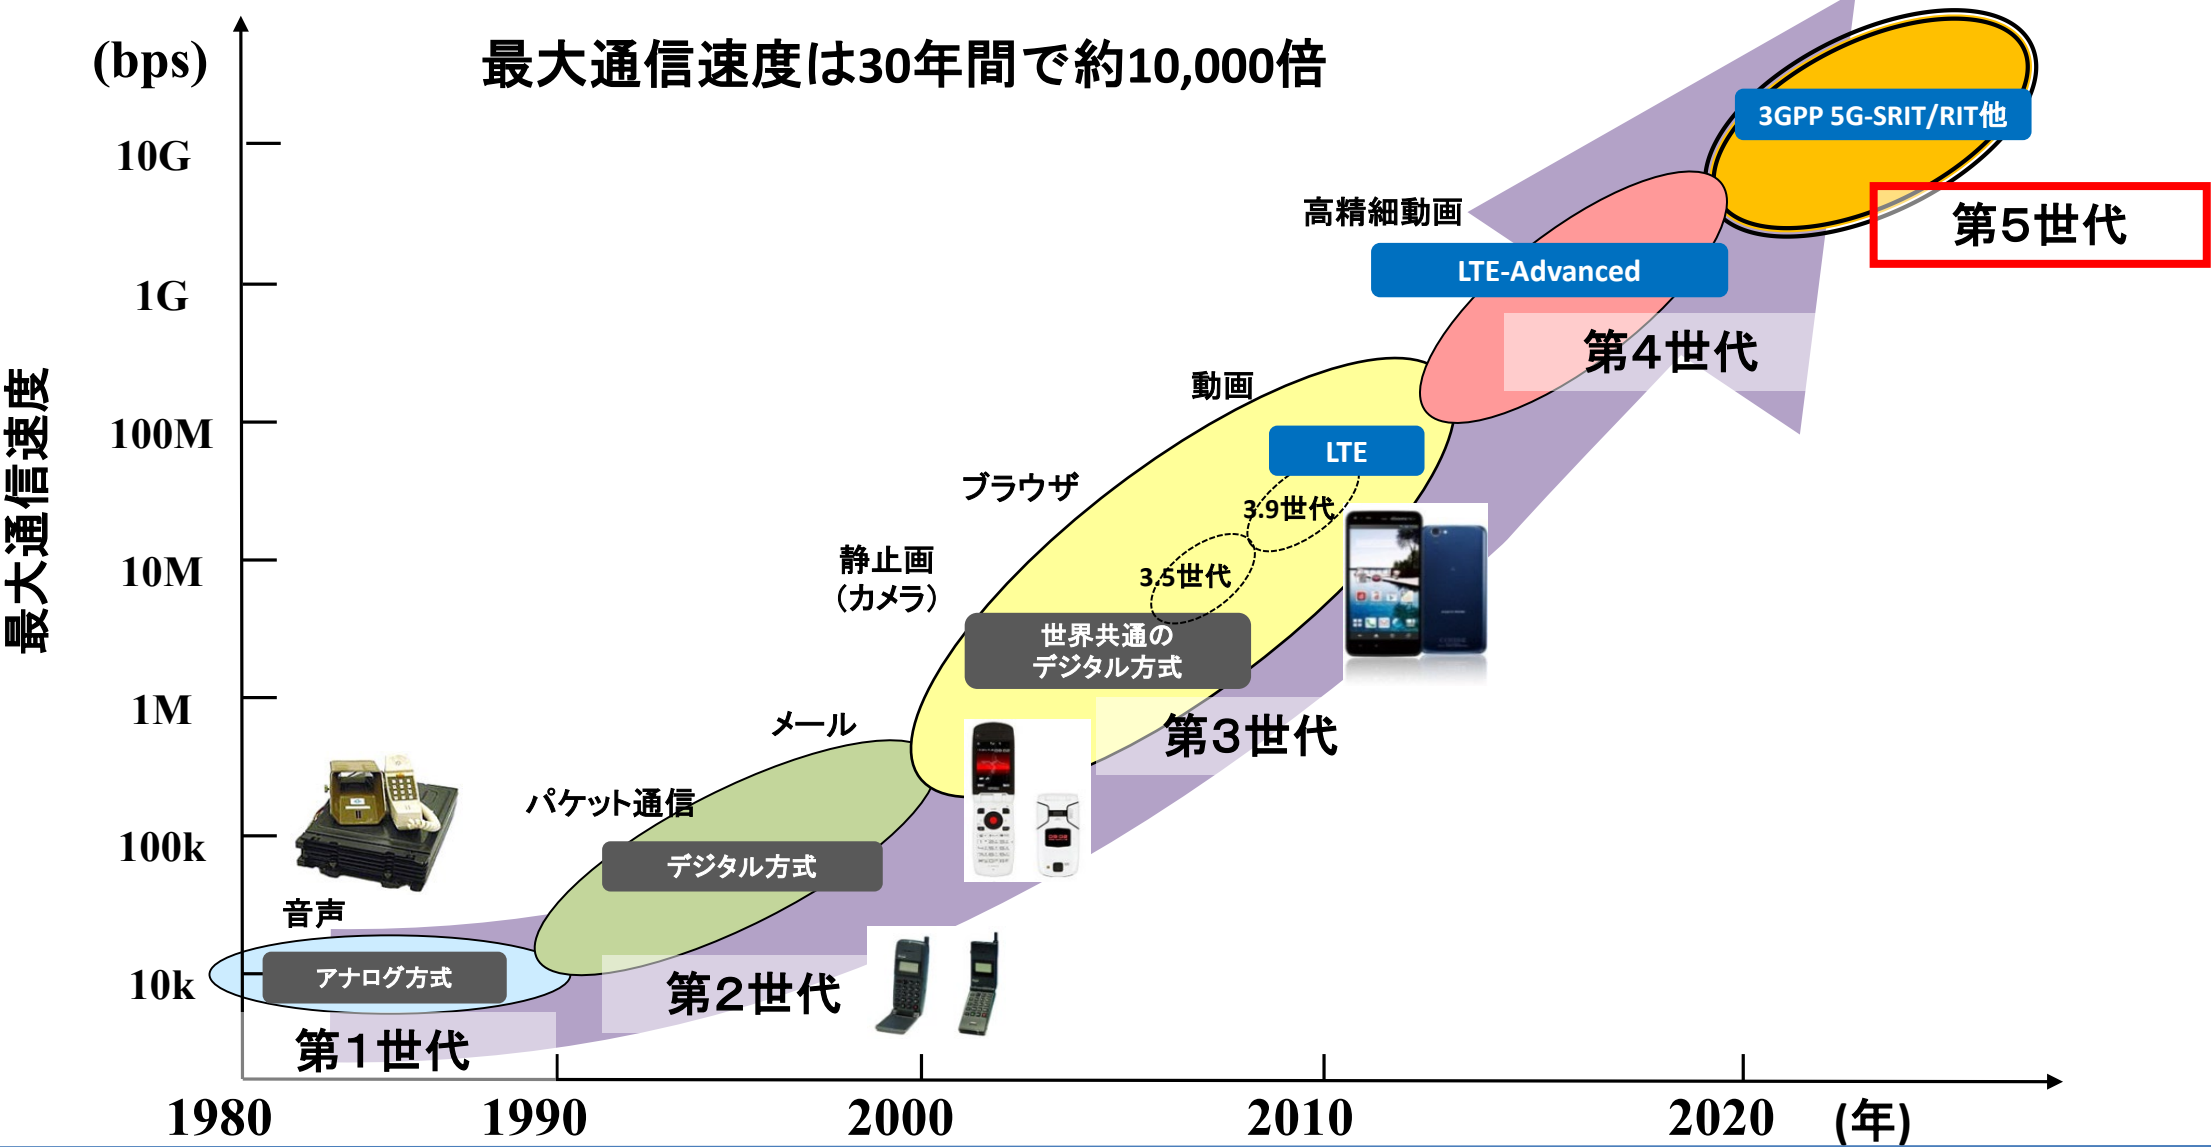 最大通信速度は30年間で約10,000倍
(bps)
10G
1G
100M
10M
1M
100k
10k
最大通信速度
3GPP 5G-SRIT/RIT他
第5世代
高精細動画
LTE-Advanced
第4世代
動画
LTE
ブラウザ
3.9世代
静止画
(カメラ)
3.5世代
世界共通の
デジタル方式
第3世代
メール
パケット通信
デジタル方式
第2世代
音声
アナログ方式
第1世代
1980
1990
2000
2010
2020
(年)